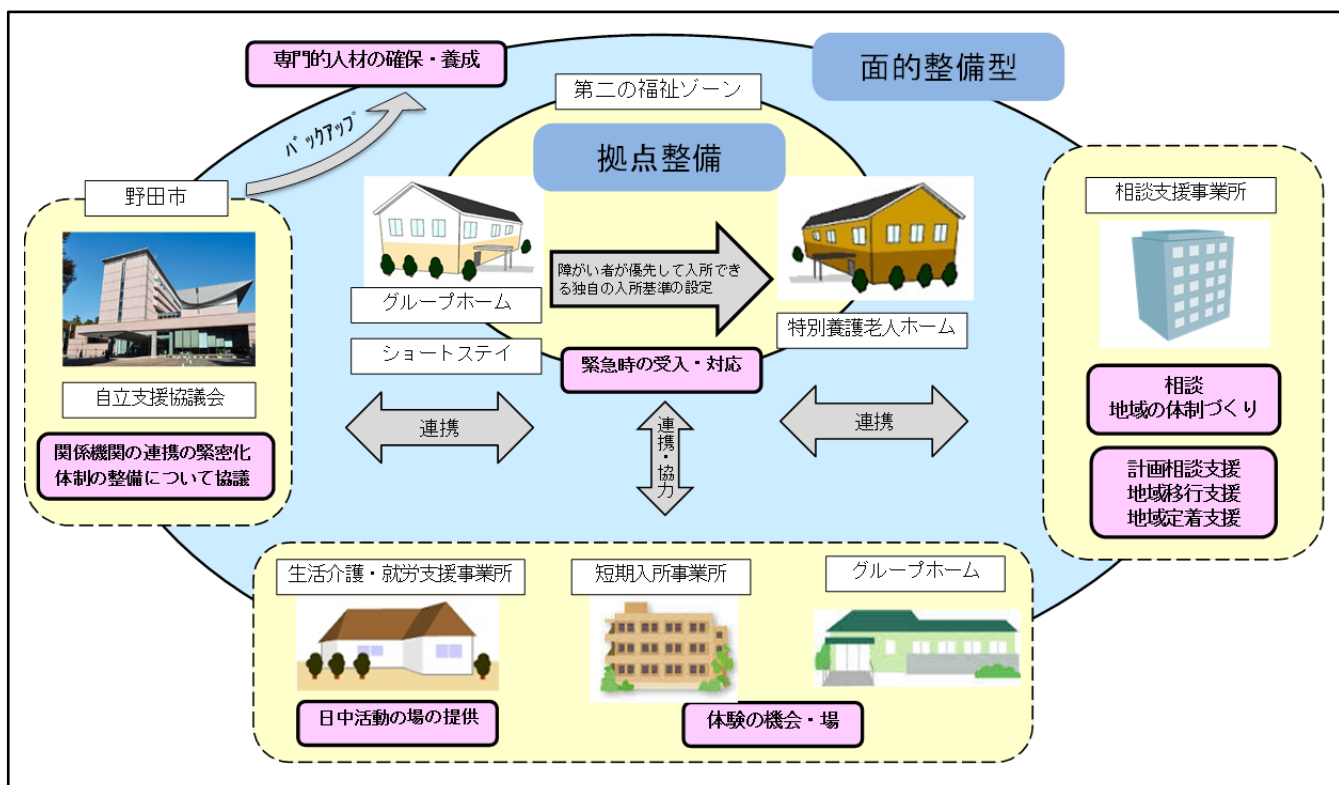 専門的人材の確保・養成
面的整備型
第二の福祉ゾーン
バックアップ
拠点整備
野田市
相談支援事業所
障がい者が優先して入所でき
る独自の入所基準の設定
グループホーム
特別養護老人ホーム
ショートステイ
緊急時の受入・対応
自立支援協議会
相談
地域の体制づくり
連携
連携・協力
連携
関係機関の連携の緊密化
体制の整備について協議
計画相談支援
地域移行支援
地域定着支援
生活介護・就労支援事業所
短期入所事業所
グループホーム
日中活動の場の提供
体験の機会・場